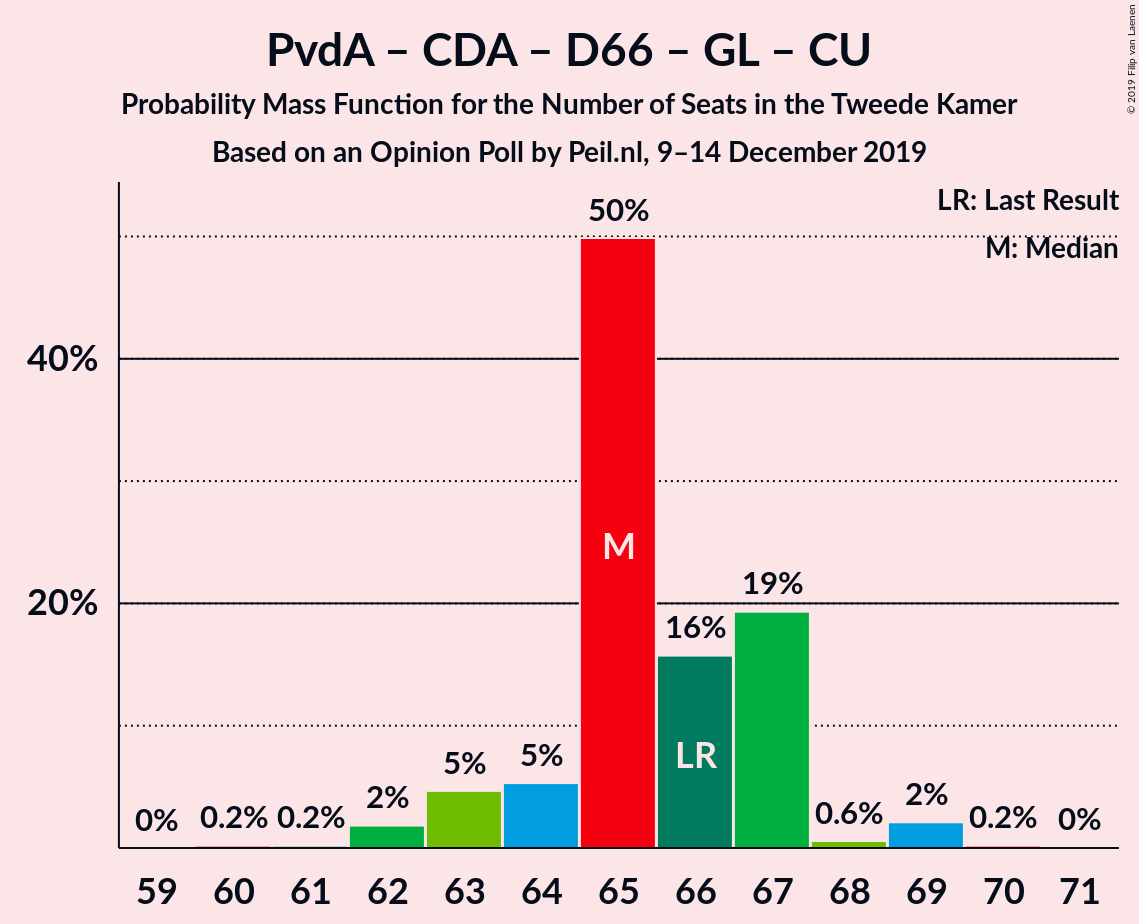 PvdA – CDA – D66 – GL – CU
Probability Mass Function for the Number of Seats in the Tweede Kamer
Based on an Opinion Poll by Peil.nl, 9–14 December 2019
© 2019 Filip van Laenen
LR: Last Result
M: Median
50%
40%
M
20%
19%
16%
LR
5%
5%
2%
2%
0.6%
0% 0.2% 0.2% 0.2% 0%
59 60 61 62 63 64 65 66 67 68 69 70 71